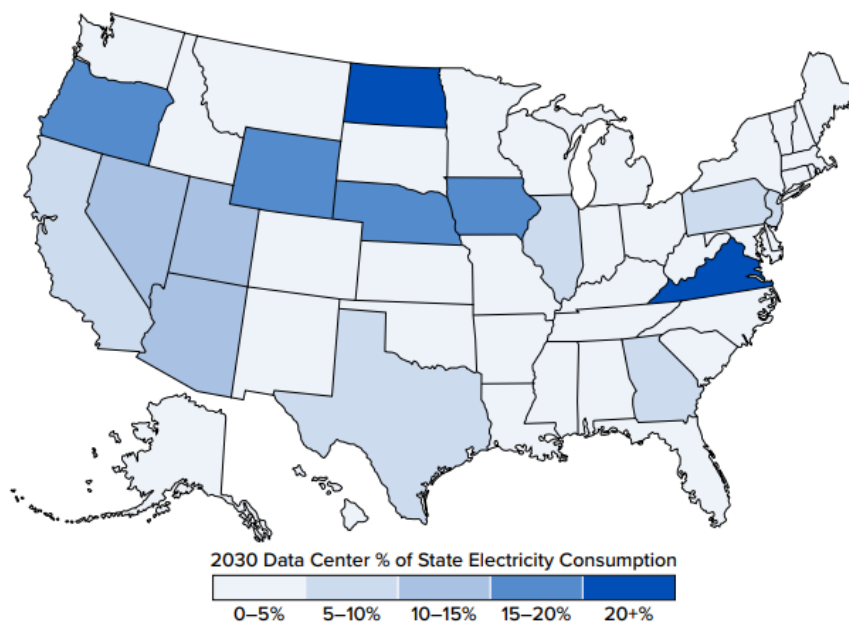 2030 Data Center % of State Electricity Consumption
0–5% 5–10% 10–15% 15–20% 20+%